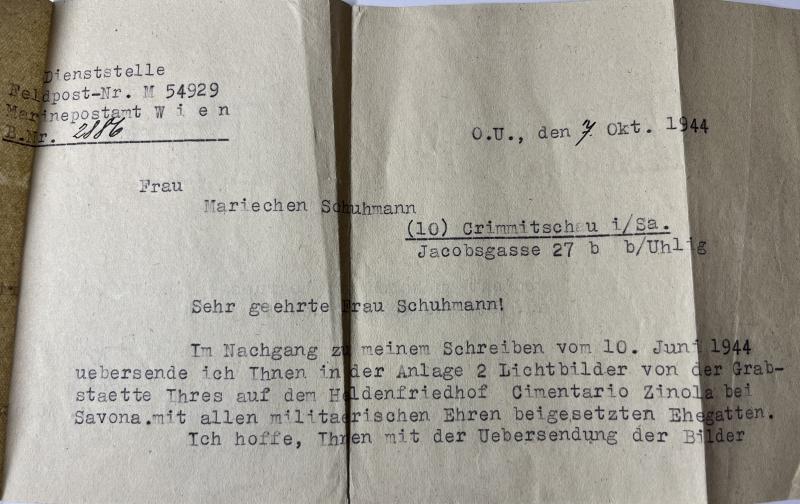 Dienststelle
Feldpost-Nr. M 54929
Marinepostamt W i e n
B.Nr. 2886
O.U., den 7. Okt. 1944
Frau
Mariechen Schuhmann
(10) Crimmitschau i/Sa.
Jacobsgasse 27 b b/Uhlig
Sehr geehrte Frau Schuhmann!
Im Nachgang zu meinem Schreiben vom 10. Juni 1944
uebersende ich Ihnen in der Anlage 2 Lichtbilder von der Grab-
staette Ihres auf dem Heldenfriedhof Cimentario Zinola bei
Savona.mit allen militaerischen Ehren beigesetzten Ehegatten.
Ich hoffe, Ihnen mit der Uebersendung der Bilder